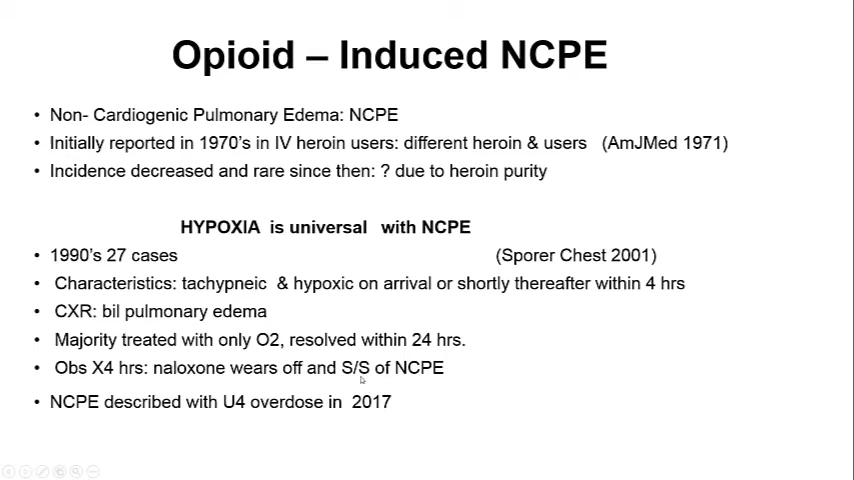 Opioid – Induced NCPE
• Non- Cardiogenic Pulmonary Edema: NCPE
• Initially reported in 1970's in IV heroin users: different heroin & users (AmJMed 1971)
• Incidence decreased and rare since then: ? due to heroin purity
HYPOXIA is universal with NCPE
• 1990's 27 cases (Sporer Chest 2001)
• Characteristics: tachypneic & hypoxic on arrival or shortly thereafter within 4 hrs
• CXR: bil pulmonary edema
• Majority treated with only O2, resolved within 24 hrs.
• Obs X4 hrs: naloxone wears off and S/S of NCPE
• NCPE described with U4 overdose in 2017